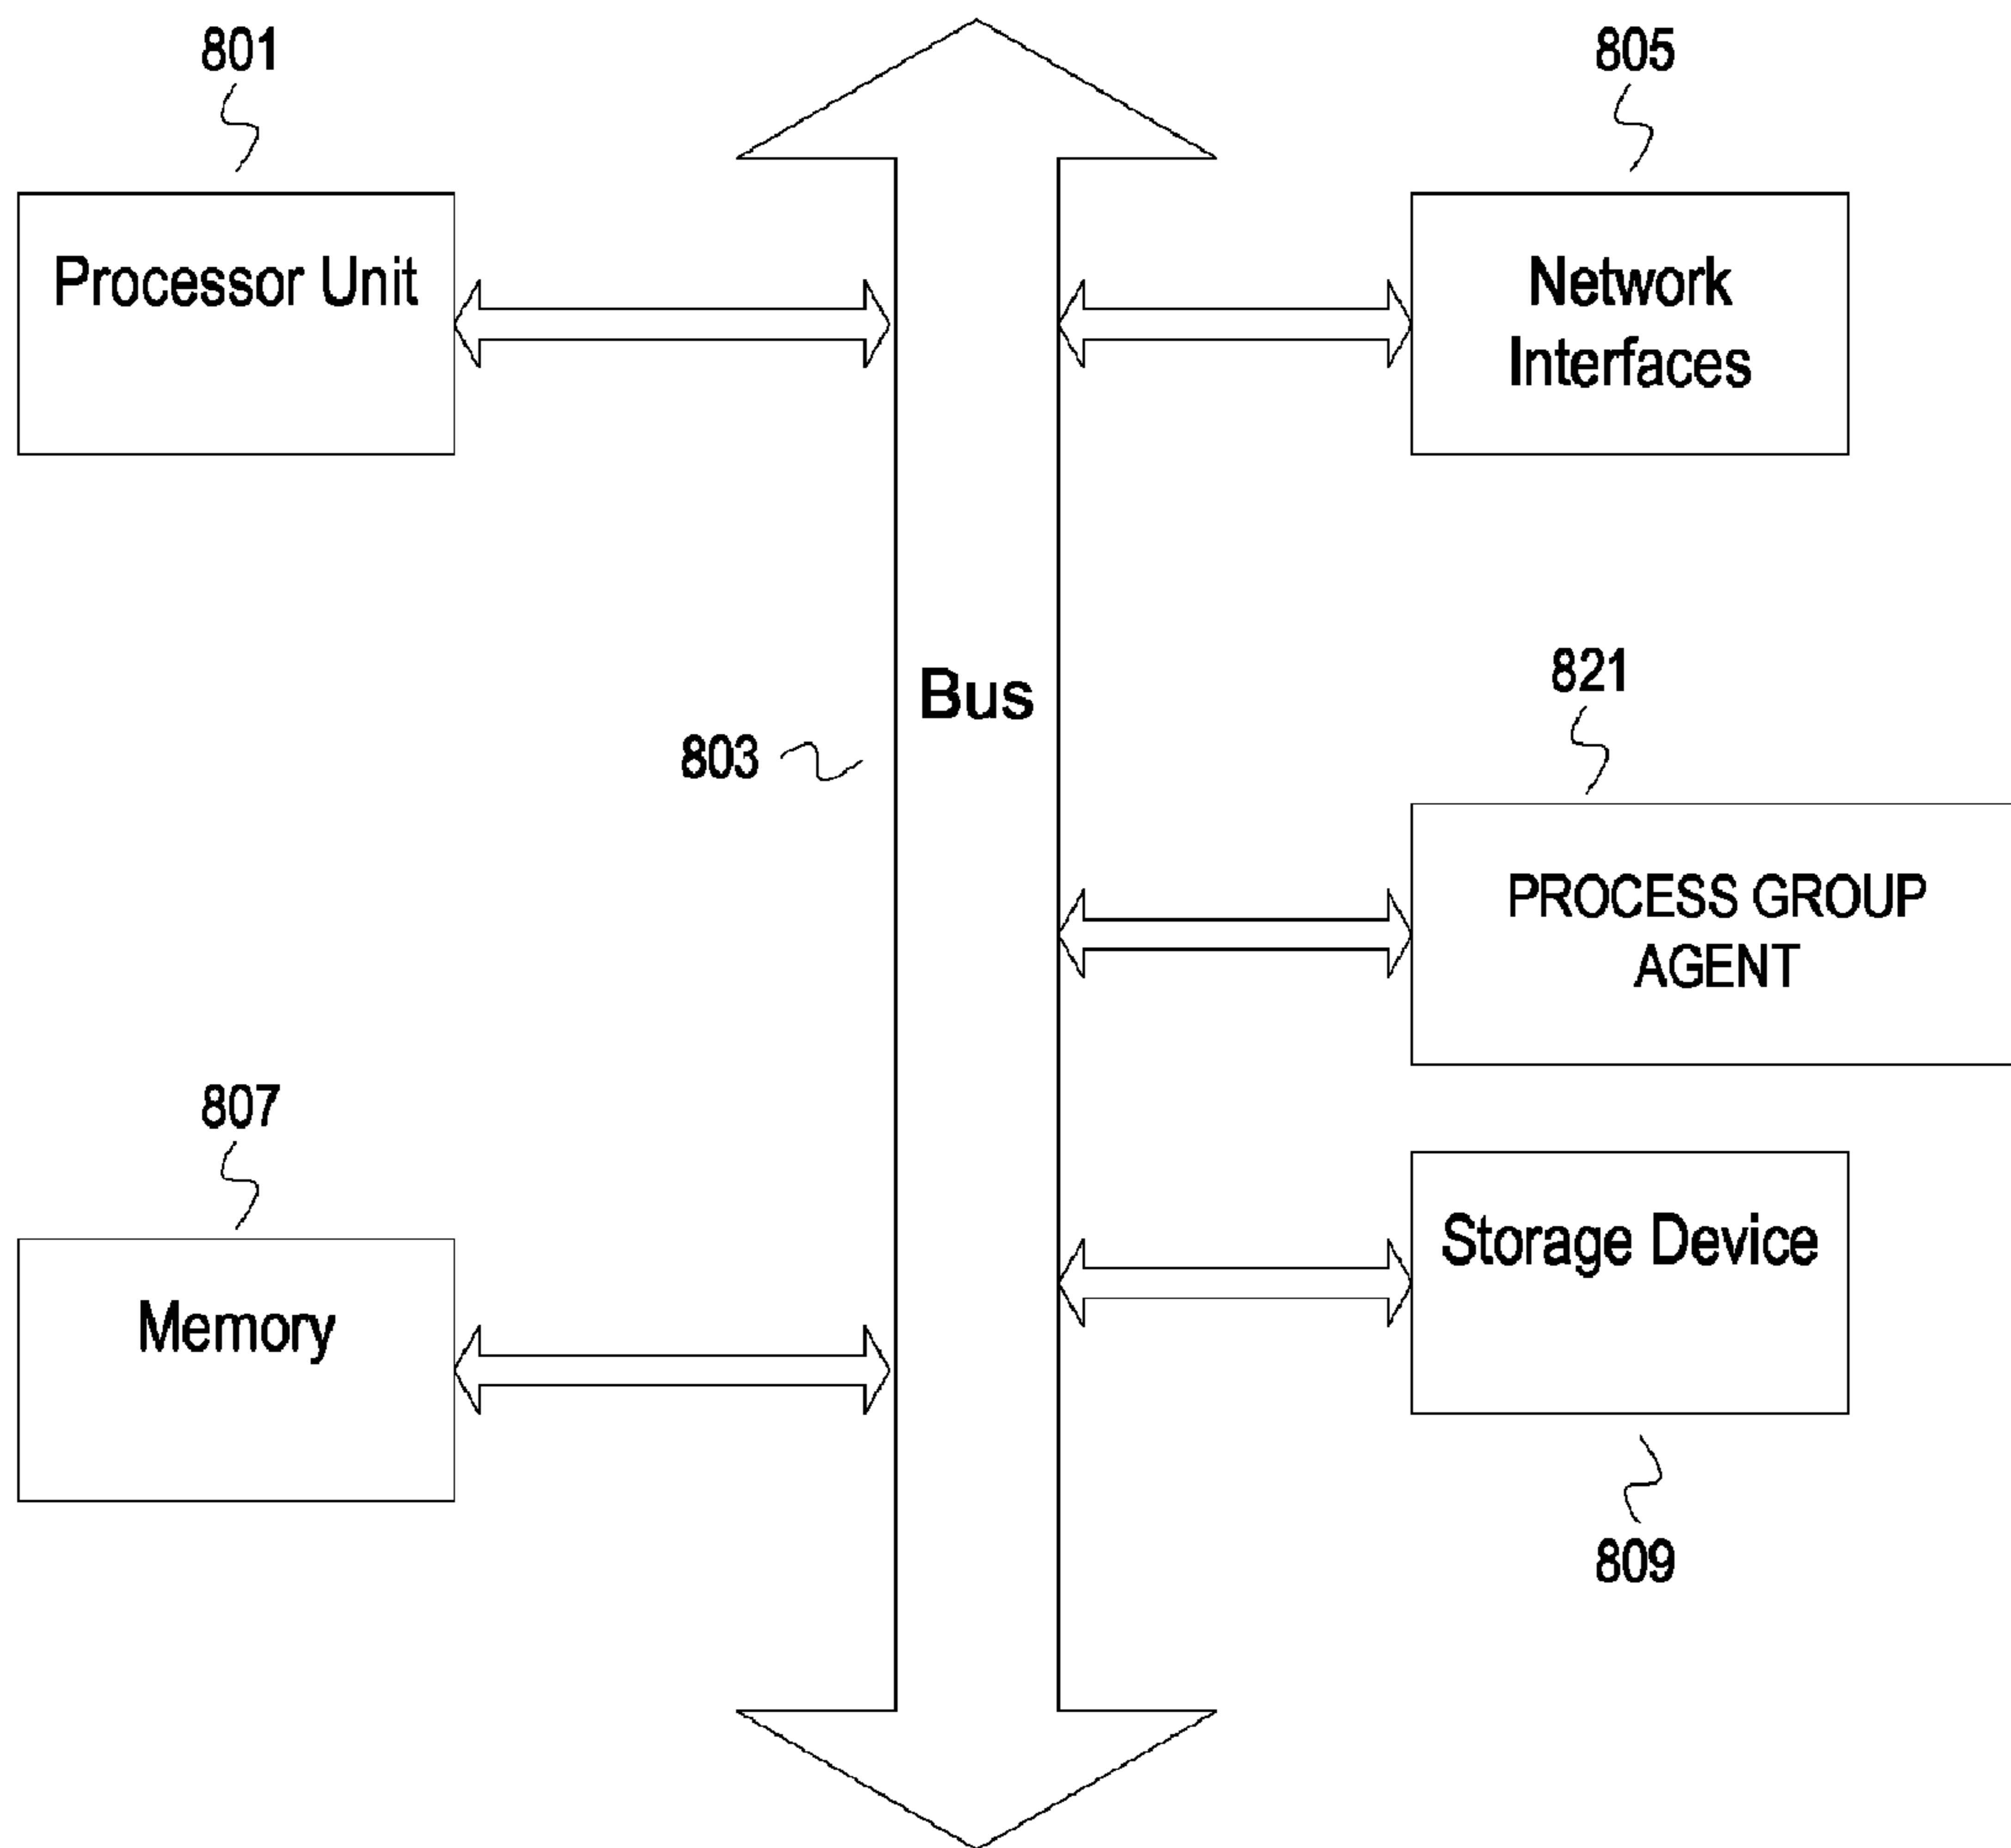 801
805
Processor Unit
Network
Interfaces
Bus
803
821
PROCESS GROUP
AGENT
807
Memory
Storage Device
809